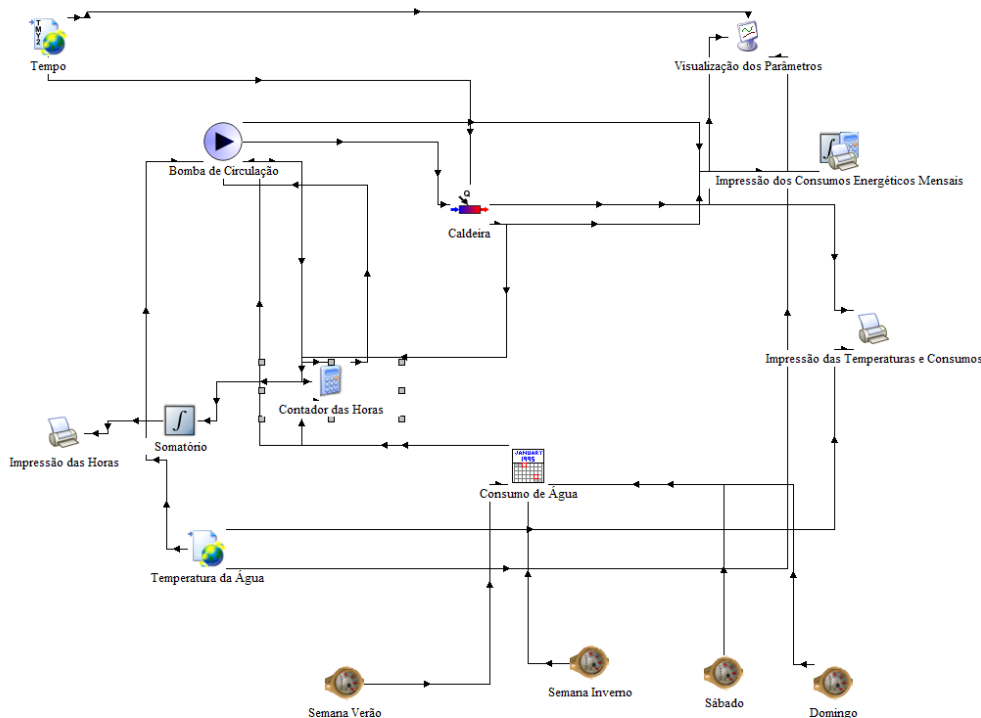 TMY2
Tempo
Visualização dos Parâmetros
Bomba de Circulação
Impressão dos Consumos Energéticos Mensais
Q
Caldeira
Impressão das Temperaturas e Consumos
Contador das Horas
∫
Somatório
Impressão das Horas
JANUARY
1995
Consumo de Água
Temperatura da Água
Semana Verão
Semana Inverno
Sábado
Domingo